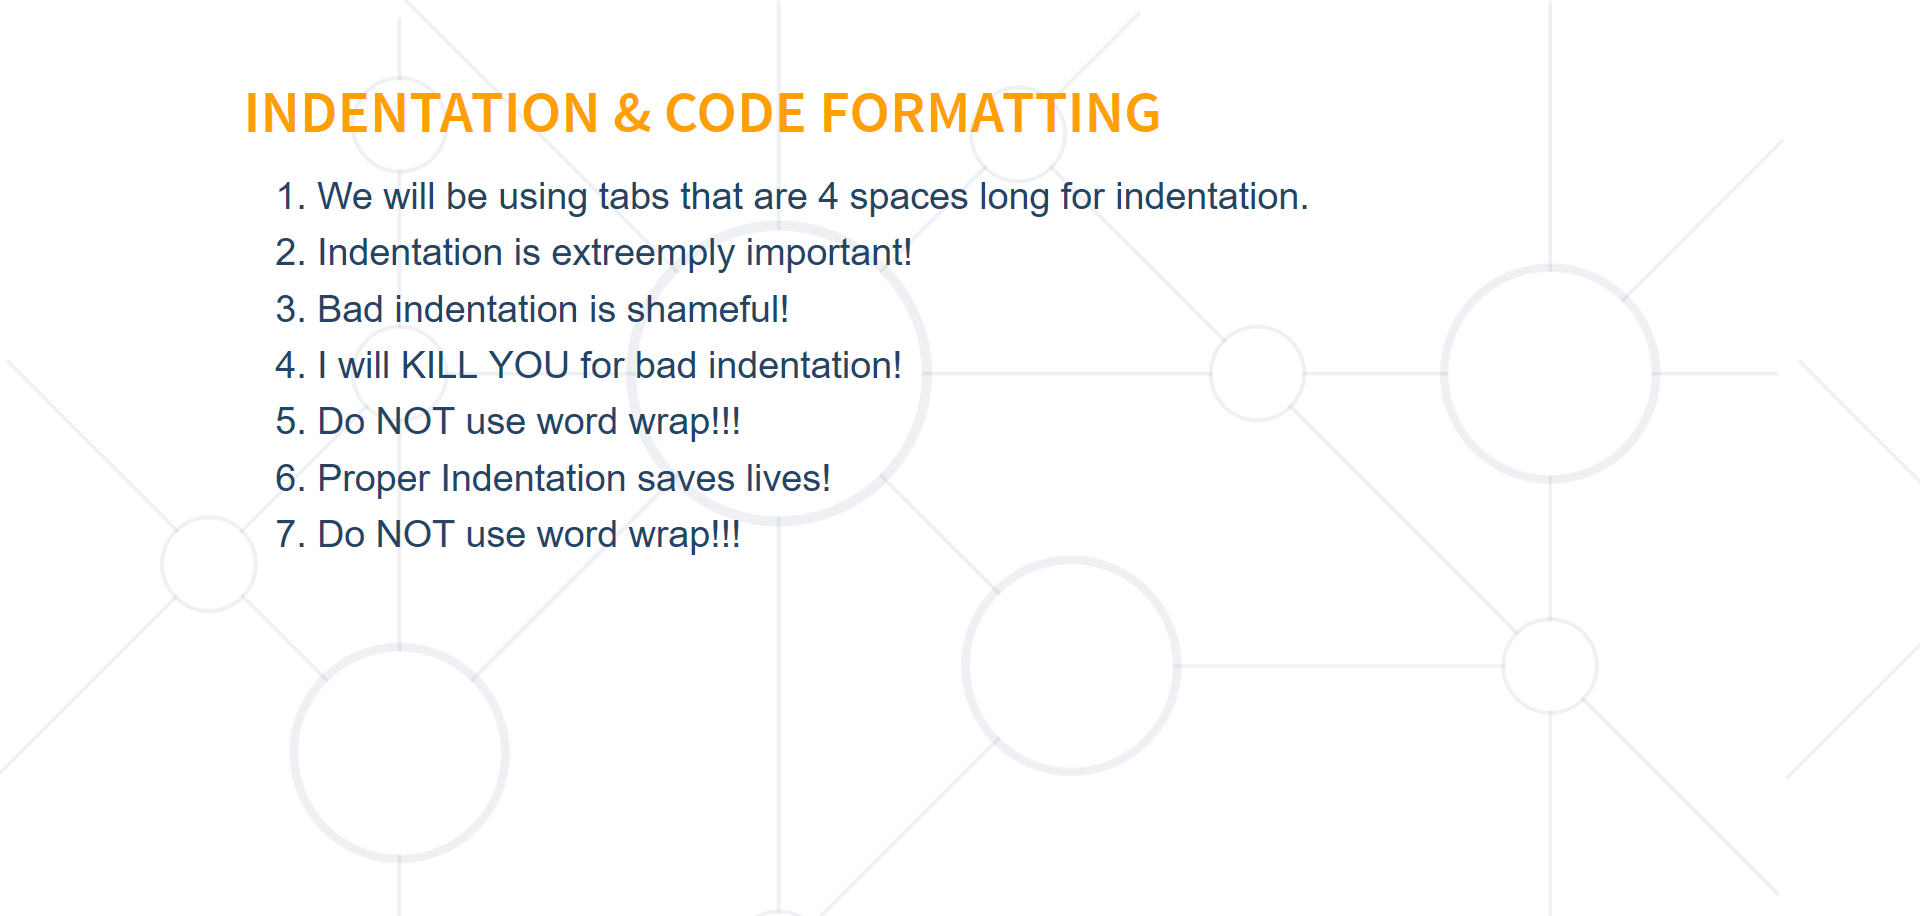 INDENTATION & CODE FORMATTING
1. We will be using tabs that are 4 spaces long for indentation.
2. Indentation is extreemply important!
3. Bad indentation is shameful!
4. I will KILL YOU for bad indentation!
5. Do NOT use word wrap!!!
6. Proper Indentation saves lives!
7. Do NOT use word wrap!!!